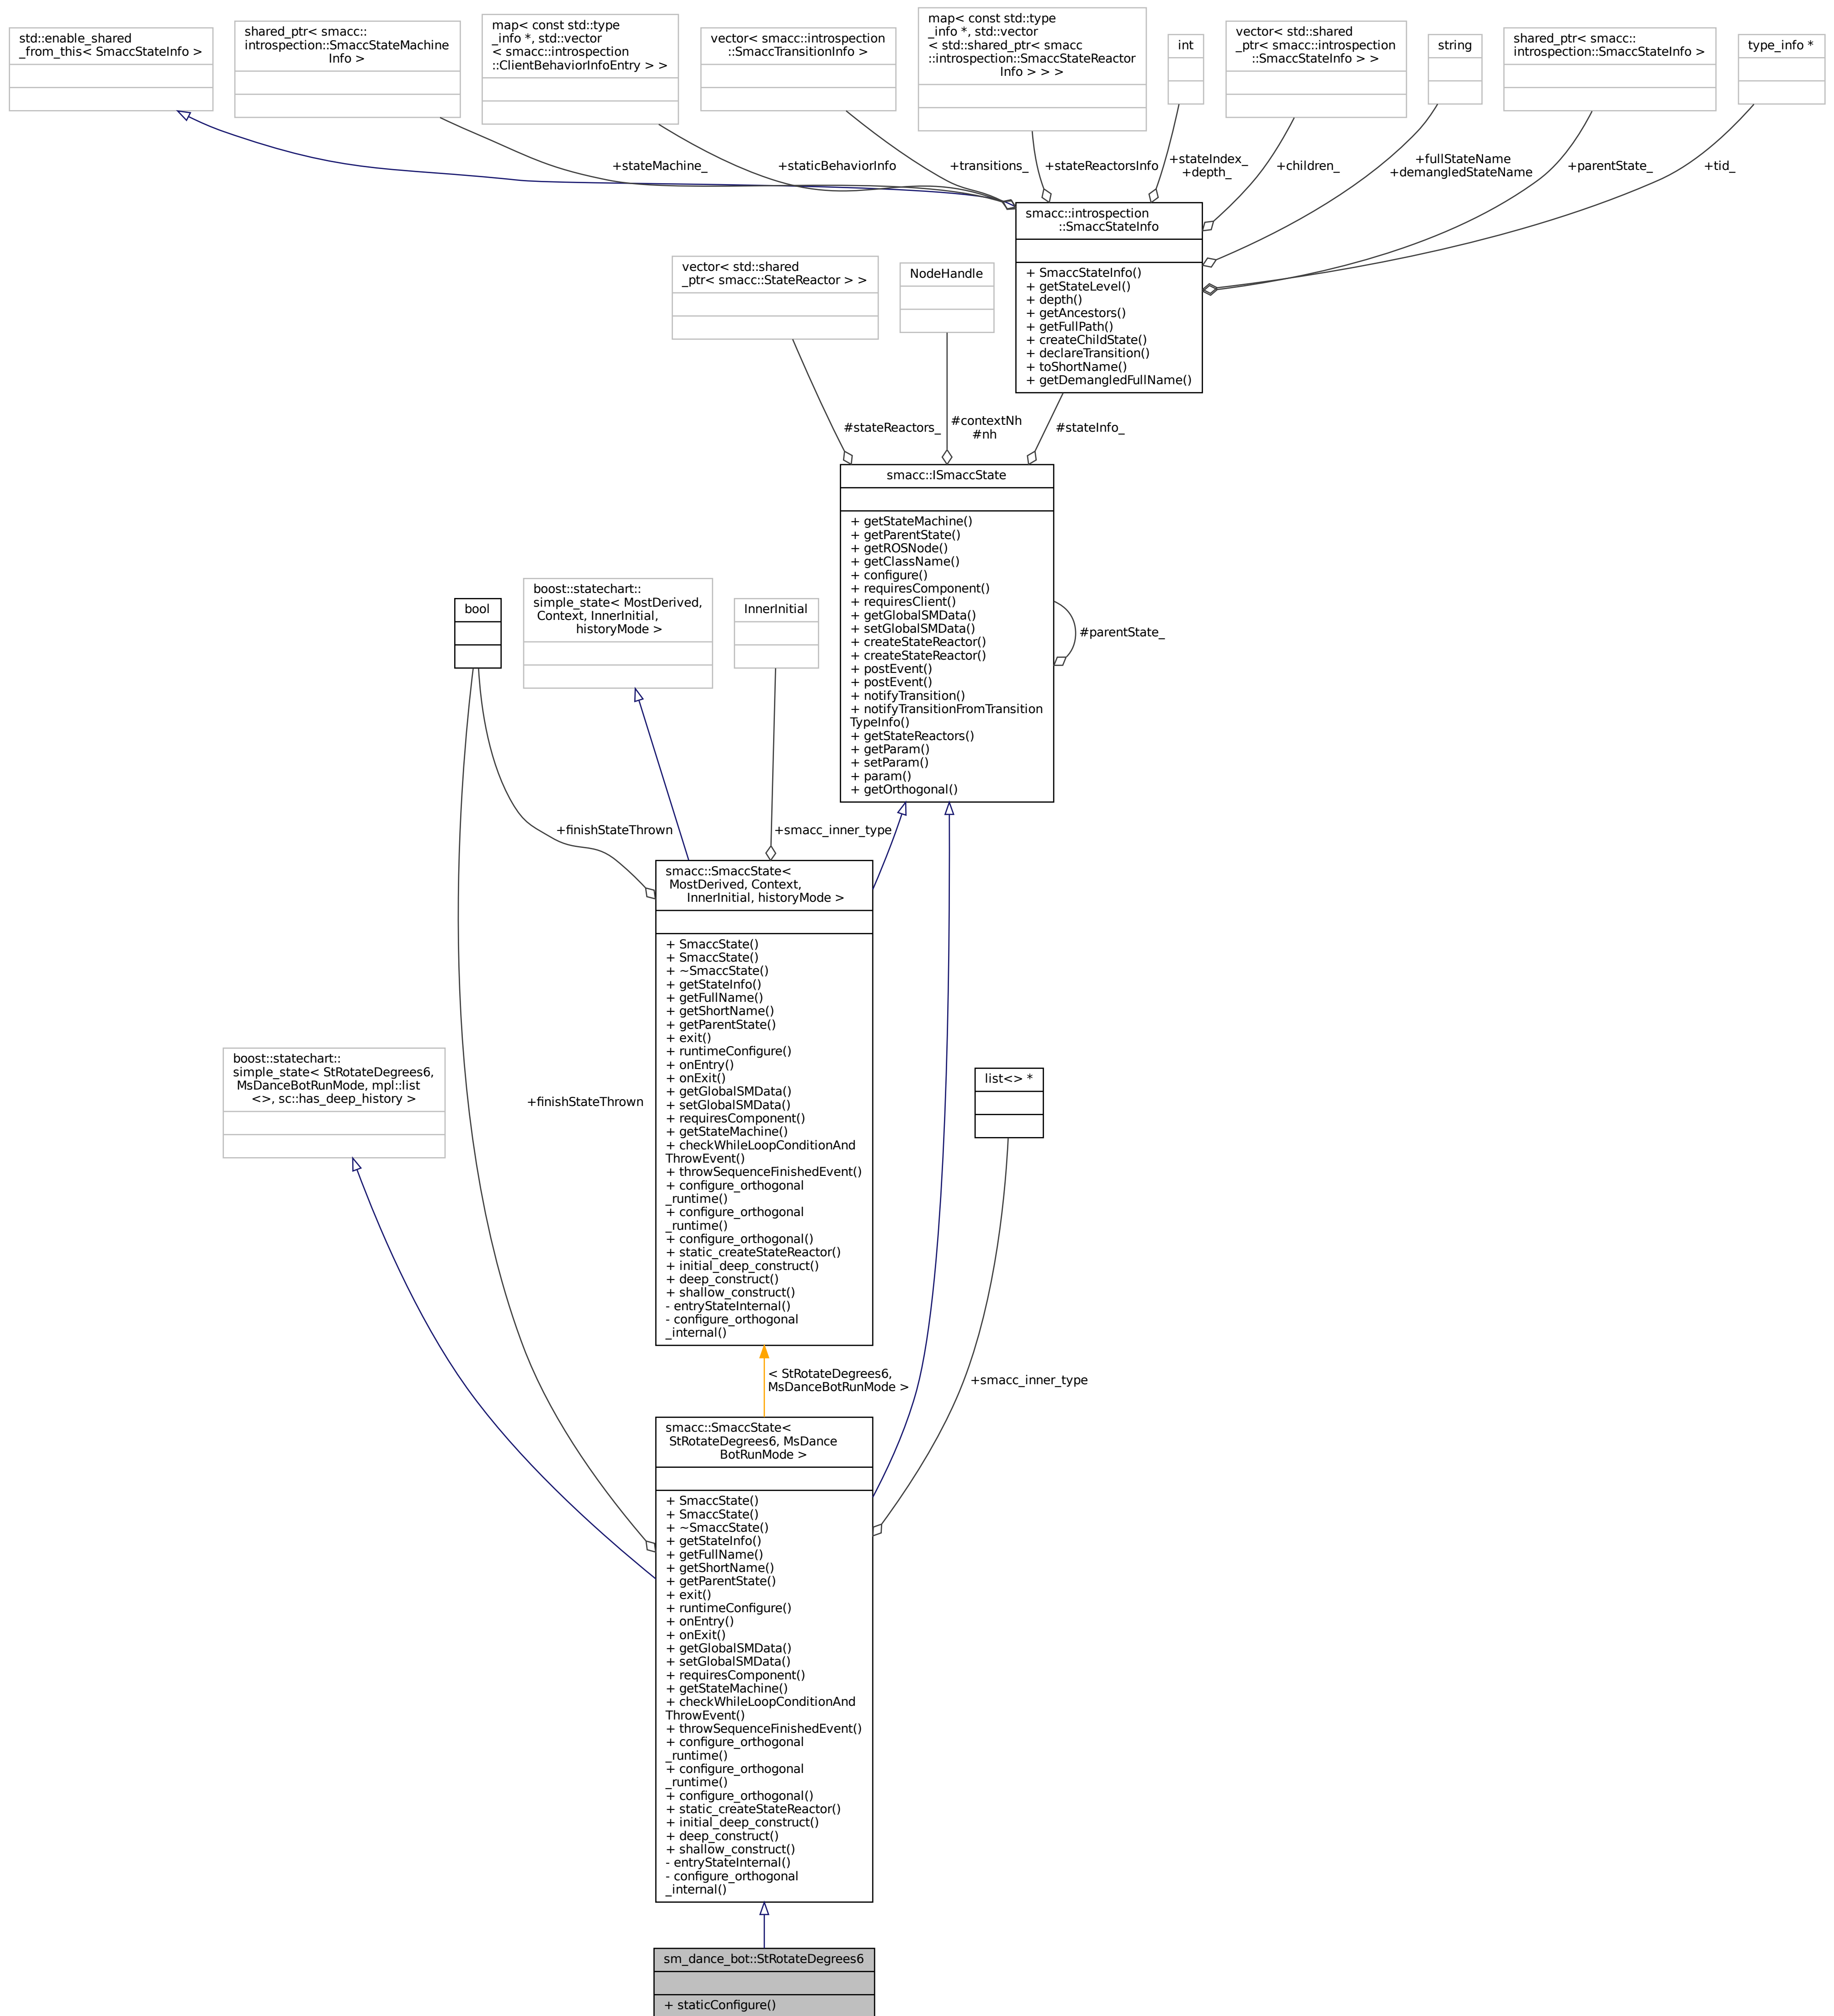 std::enable_shared
_from_this< SmaccStateInfo >
shared_ptr< smacc::
introspection::SmaccStateMachine
Info >
map< const std::type
_info *, std::vector
< smacc::introspection
::ClientBehaviorInfoEntry > >
vector< smacc::introspection
::SmaccTransitionInfo >
map< const std::type
_info *, std::vector
< std::shared_ptr< smacc
::introspection::SmaccStateReactor
Info > > >
int
vector< std::shared
_ptr< smacc::introspection
::SmaccStateInfo > >
string
shared_ptr< smacc::
introspection::SmaccStateInfo >
type_info *
+stateMachine_
+staticBehaviorInfo
+transitions_
+stateReactorsInfo
+stateIndex_
+depth_
+children_
+fullStateName
+demangledStateName
+parentState_
+tid_
smacc::introspection
::SmaccStateInfo
+ SmaccStateInfo()
+ getStateLevel()
+ depth()
+ getAncestors()
+ getFullPath()
+ createChildState()
+ declareTransition()
+ toShortName()
+ getDemangledFullName()
vector< std::shared
_ptr< smacc::StateReactor > >
NodeHandle
#stateReactors_
#contextNh
#nh
#stateInfo_
smacc::ISmaccState
+ getStateMachine()
+ getParentState()
+ getROSNode()
+ getClassName()
+ configure()
+ requiresComponent()
+ requiresClient()
+ getGlobalSMData()
+ setGlobalSMData()
+ createStateReactor()
+ createStateReactor()
+ postEvent()
+ postEvent()
+ notifyTransition()
+ notifyTransitionFromTransition
TypeInfo()
+ getStateReactors()
+ getParam()
+ setParam()
+ param()
+ getOrthogonal()
#parentState_
bool
boost::statechart::
simple_state< MostDerived,
Context, InnerInitial,
historyMode >
InnerInitial
+finishStateThrown
+smacc_inner_type
smacc::SmaccState<
MostDerived, Context,
InnerInitial, historyMode >
+ SmaccState()
+ SmaccState()
+ ~SmaccState()
+ getStateInfo()
+ getFullName()
+ getShortName()
+ getParentState()
+ exit()
+ runtimeConfigure()
+ onEntry()
+ onExit()
+ getGlobalSMData()
+ setGlobalSMData()
+ requiresComponent()
+ getStateMachine()
+ checkWhileLoopConditionAnd
ThrowEvent()
+ throwSequenceFinishedEvent()
+ configure_orthogonal
_runtime()
+ configure_orthogonal
_runtime()
+ configure_orthogonal()
+ static_createStateReactor()
+ initial_deep_construct()
+ deep_construct()
+ shallow_construct()
- entryStateInternal()
- configure_orthogonal
_internal()
boost::statechart::
simple_state< StRotateDegrees6,
MsDanceBotRunMode, mpl::list
<>, sc::has_deep_history >
+finishStateThrown
list<> *
< StRotateDegrees6,
MsDanceBotRunMode >
+smacc_inner_type
smacc::SmaccState<
StRotateDegrees6, MsDance
BotRunMode >
+ SmaccState()
+ SmaccState()
+ ~SmaccState()
+ getStateInfo()
+ getFullName()
+ getShortName()
+ getParentState()
+ exit()
+ runtimeConfigure()
+ onEntry()
+ onExit()
+ getGlobalSMData()
+ setGlobalSMData()
+ requiresComponent()
+ getStateMachine()
+ checkWhileLoopConditionAnd
ThrowEvent()
+ throwSequenceFinishedEvent()
+ configure_orthogonal
_runtime()
+ configure_orthogonal
_runtime()
+ configure_orthogonal()
+ static_createStateReactor()
+ initial_deep_construct()
+ deep_construct()
+ shallow_construct()
- entryStateInternal()
- configure_orthogonal
_internal()
sm_dance_bot::StRotateDegrees6
+ staticConfigure()